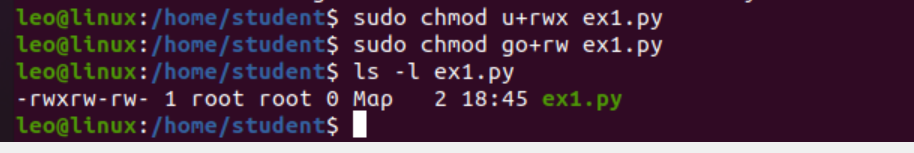 leo@linux:/home/student$ sudo chmod u+rwx ex1.py
leo@linux:/home/student$ sudo chmod go+rw ex1.py
leo@linux:/home/student$ ls -l ex1.py
-rwxrw-rw- 1 root root 0 Μαρ   2 18:45 ex1.py
leo@linux:/home/student$